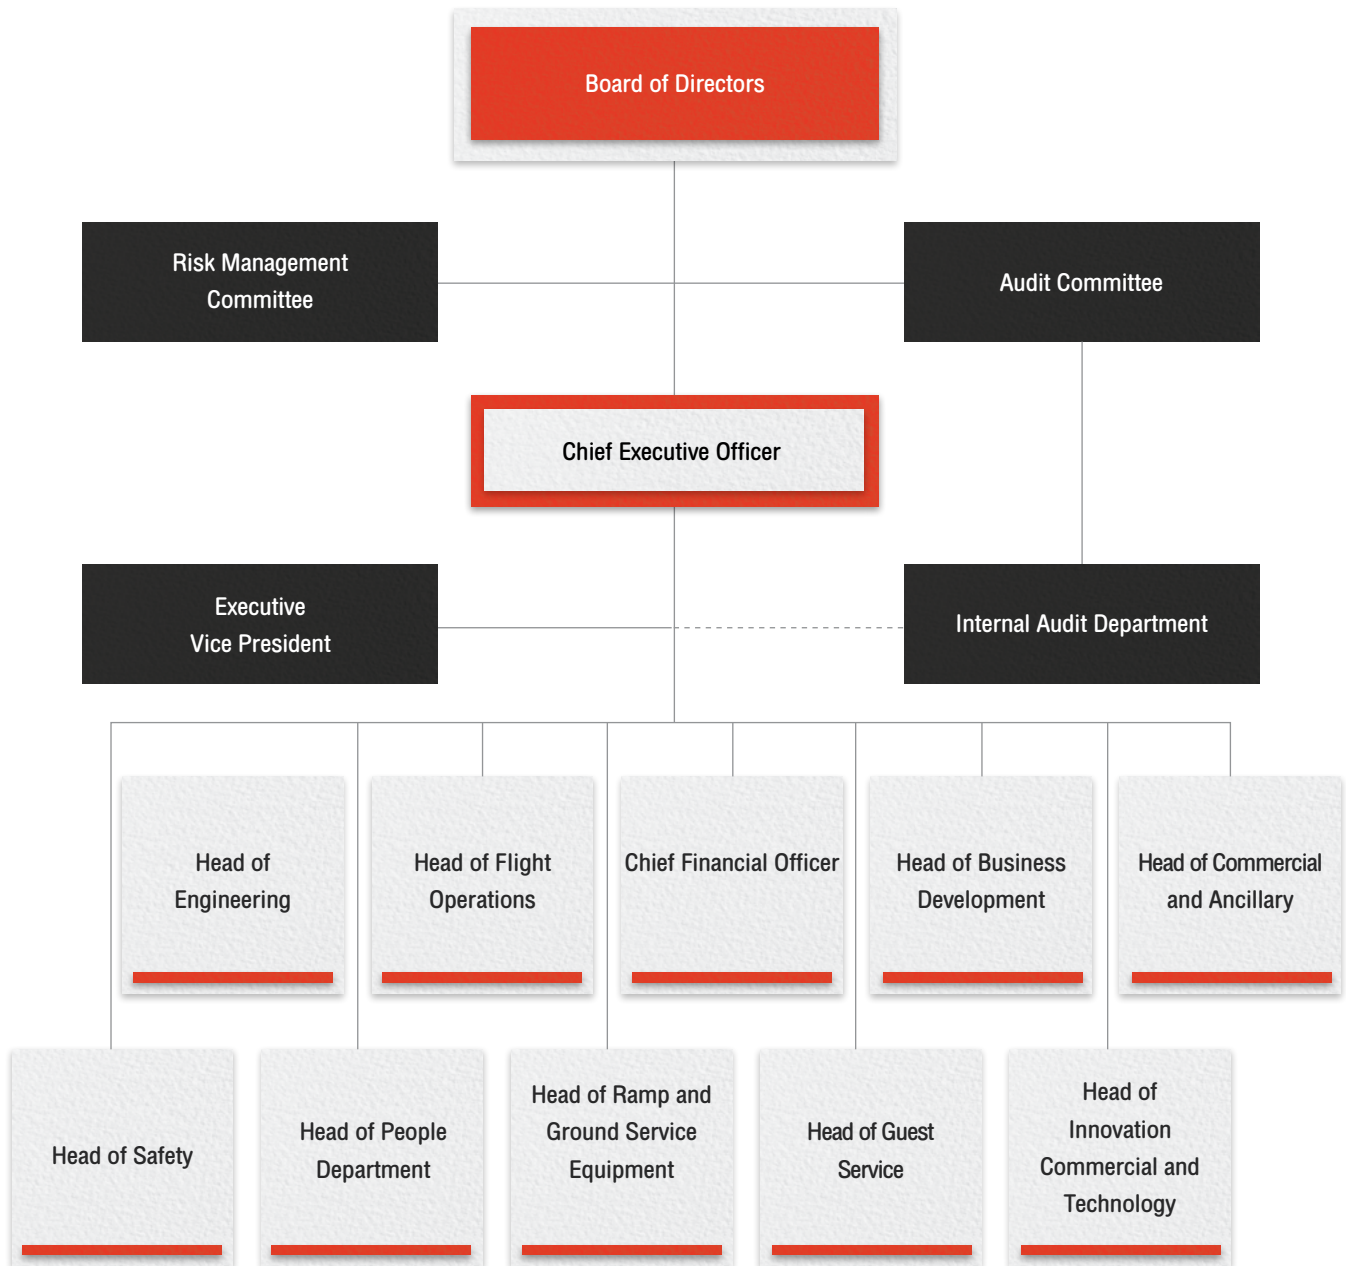 Board of Directors
Risk Management
Committee
Audit Committee
Chief Executive Officer
Executive
Vice President
Internal Audit Department
Head of
Engineering
Head of Flight
Operations
Chief Financial Officer
Head of Business
Development
Head of Commercial
and Ancillary
Head of Safety
Head of People
Department
Head of Ramp and
Ground Service
Equipment
Head of Guest
Service
Head of
Innovation
Commercial and
Technology